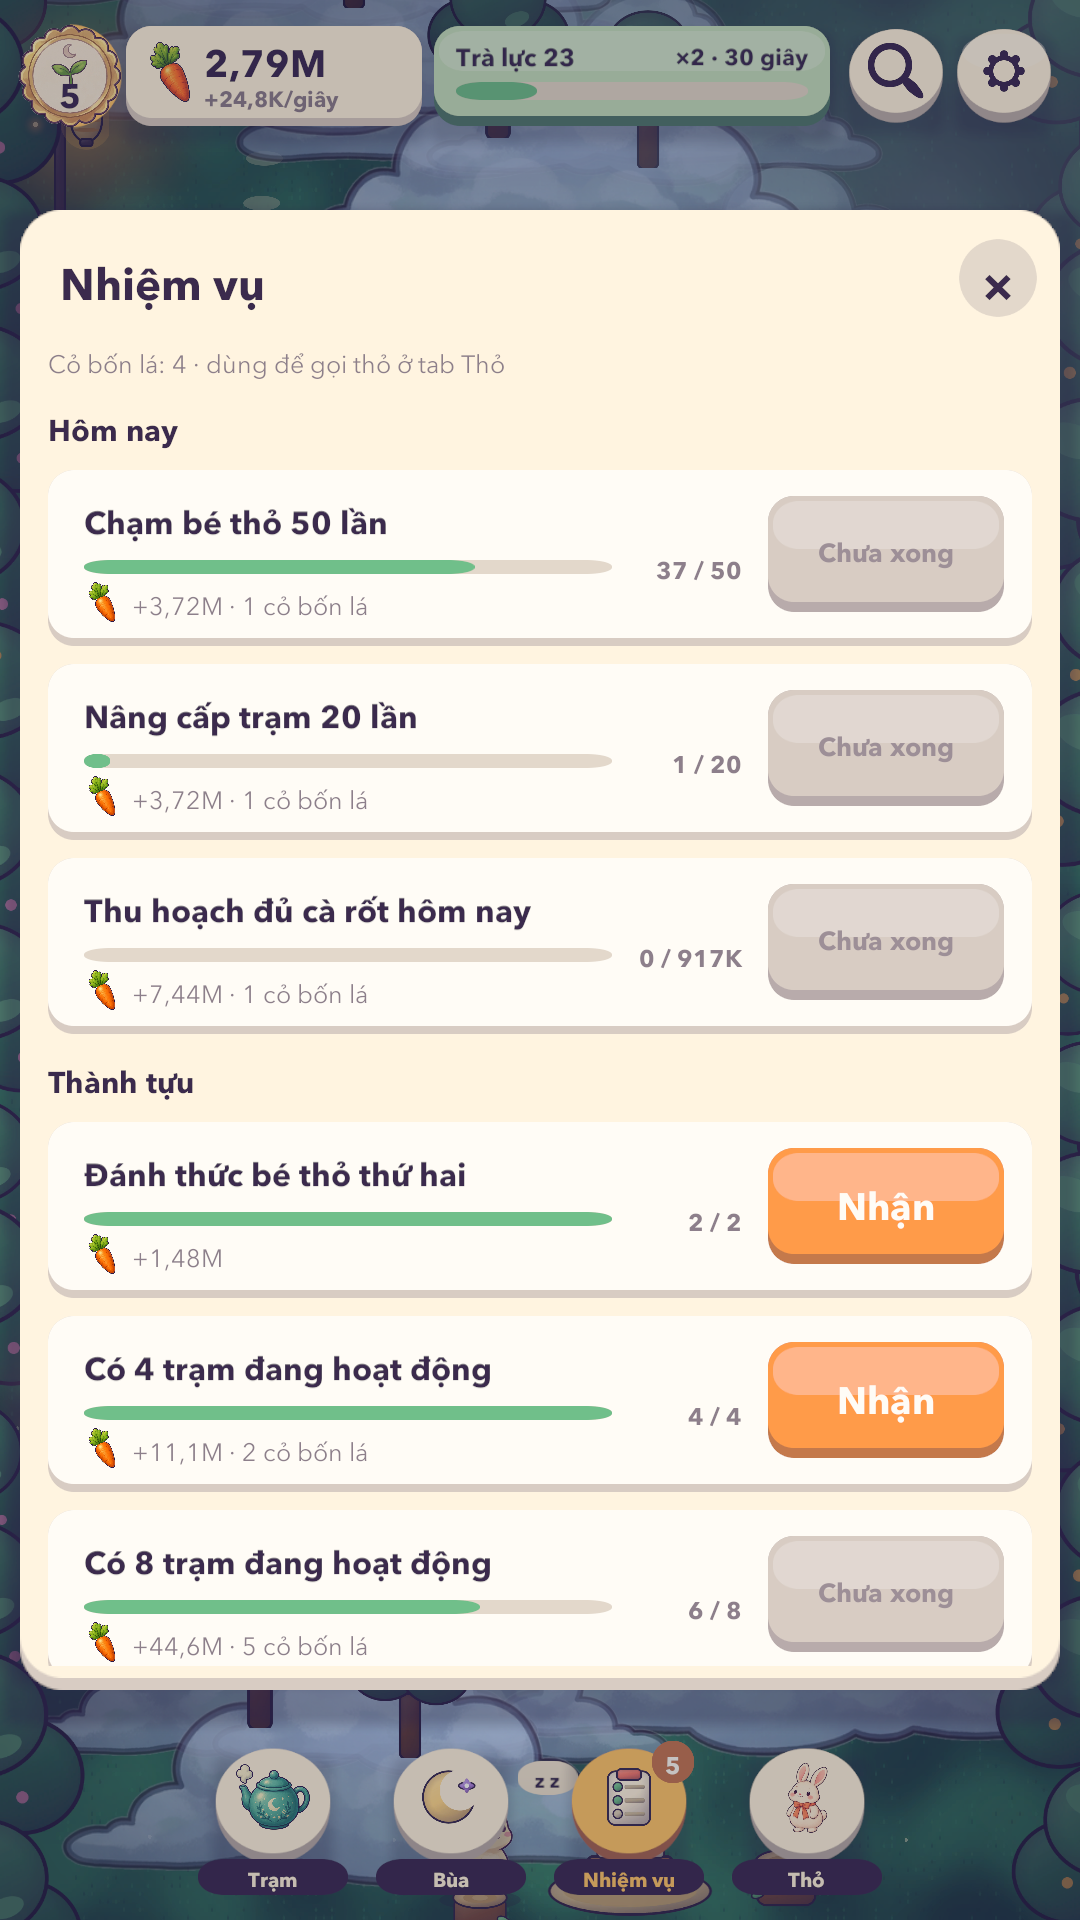 5
2,79M
+24,8K/giây
Trà lực 23
×2 · 30 giây
Nhiệm vụ
Cỏ bốn lá: 4 · dùng để gọi thỏ ở tab Thỏ
Hôm nay
Chạm bé thỏ 50 lần
37 / 50
Chưa xong
+3,72M · 1 cỏ bốn lá
Nâng cấp trạm 20 lần
1 / 20
Chưa xong
+3,72M · 1 cỏ bốn lá
Thu hoạch đủ cà rốt hôm nay
0 / 917K
Chưa xong
+7,44M · 1 cỏ bốn lá
Thành tựu
Đánh thức bé thỏ thứ hai
2 / 2
Nhận
+1,48M
Có 4 trạm đang hoạt động
4 / 4
Nhận
+11,1M · 2 cỏ bốn lá
Có 8 trạm đang hoạt động
6 / 8
Chưa xong
+44,6M · 5 cỏ bốn lá
z z
5
Trạm
Bùa
Nhiệm vụ
Thỏ